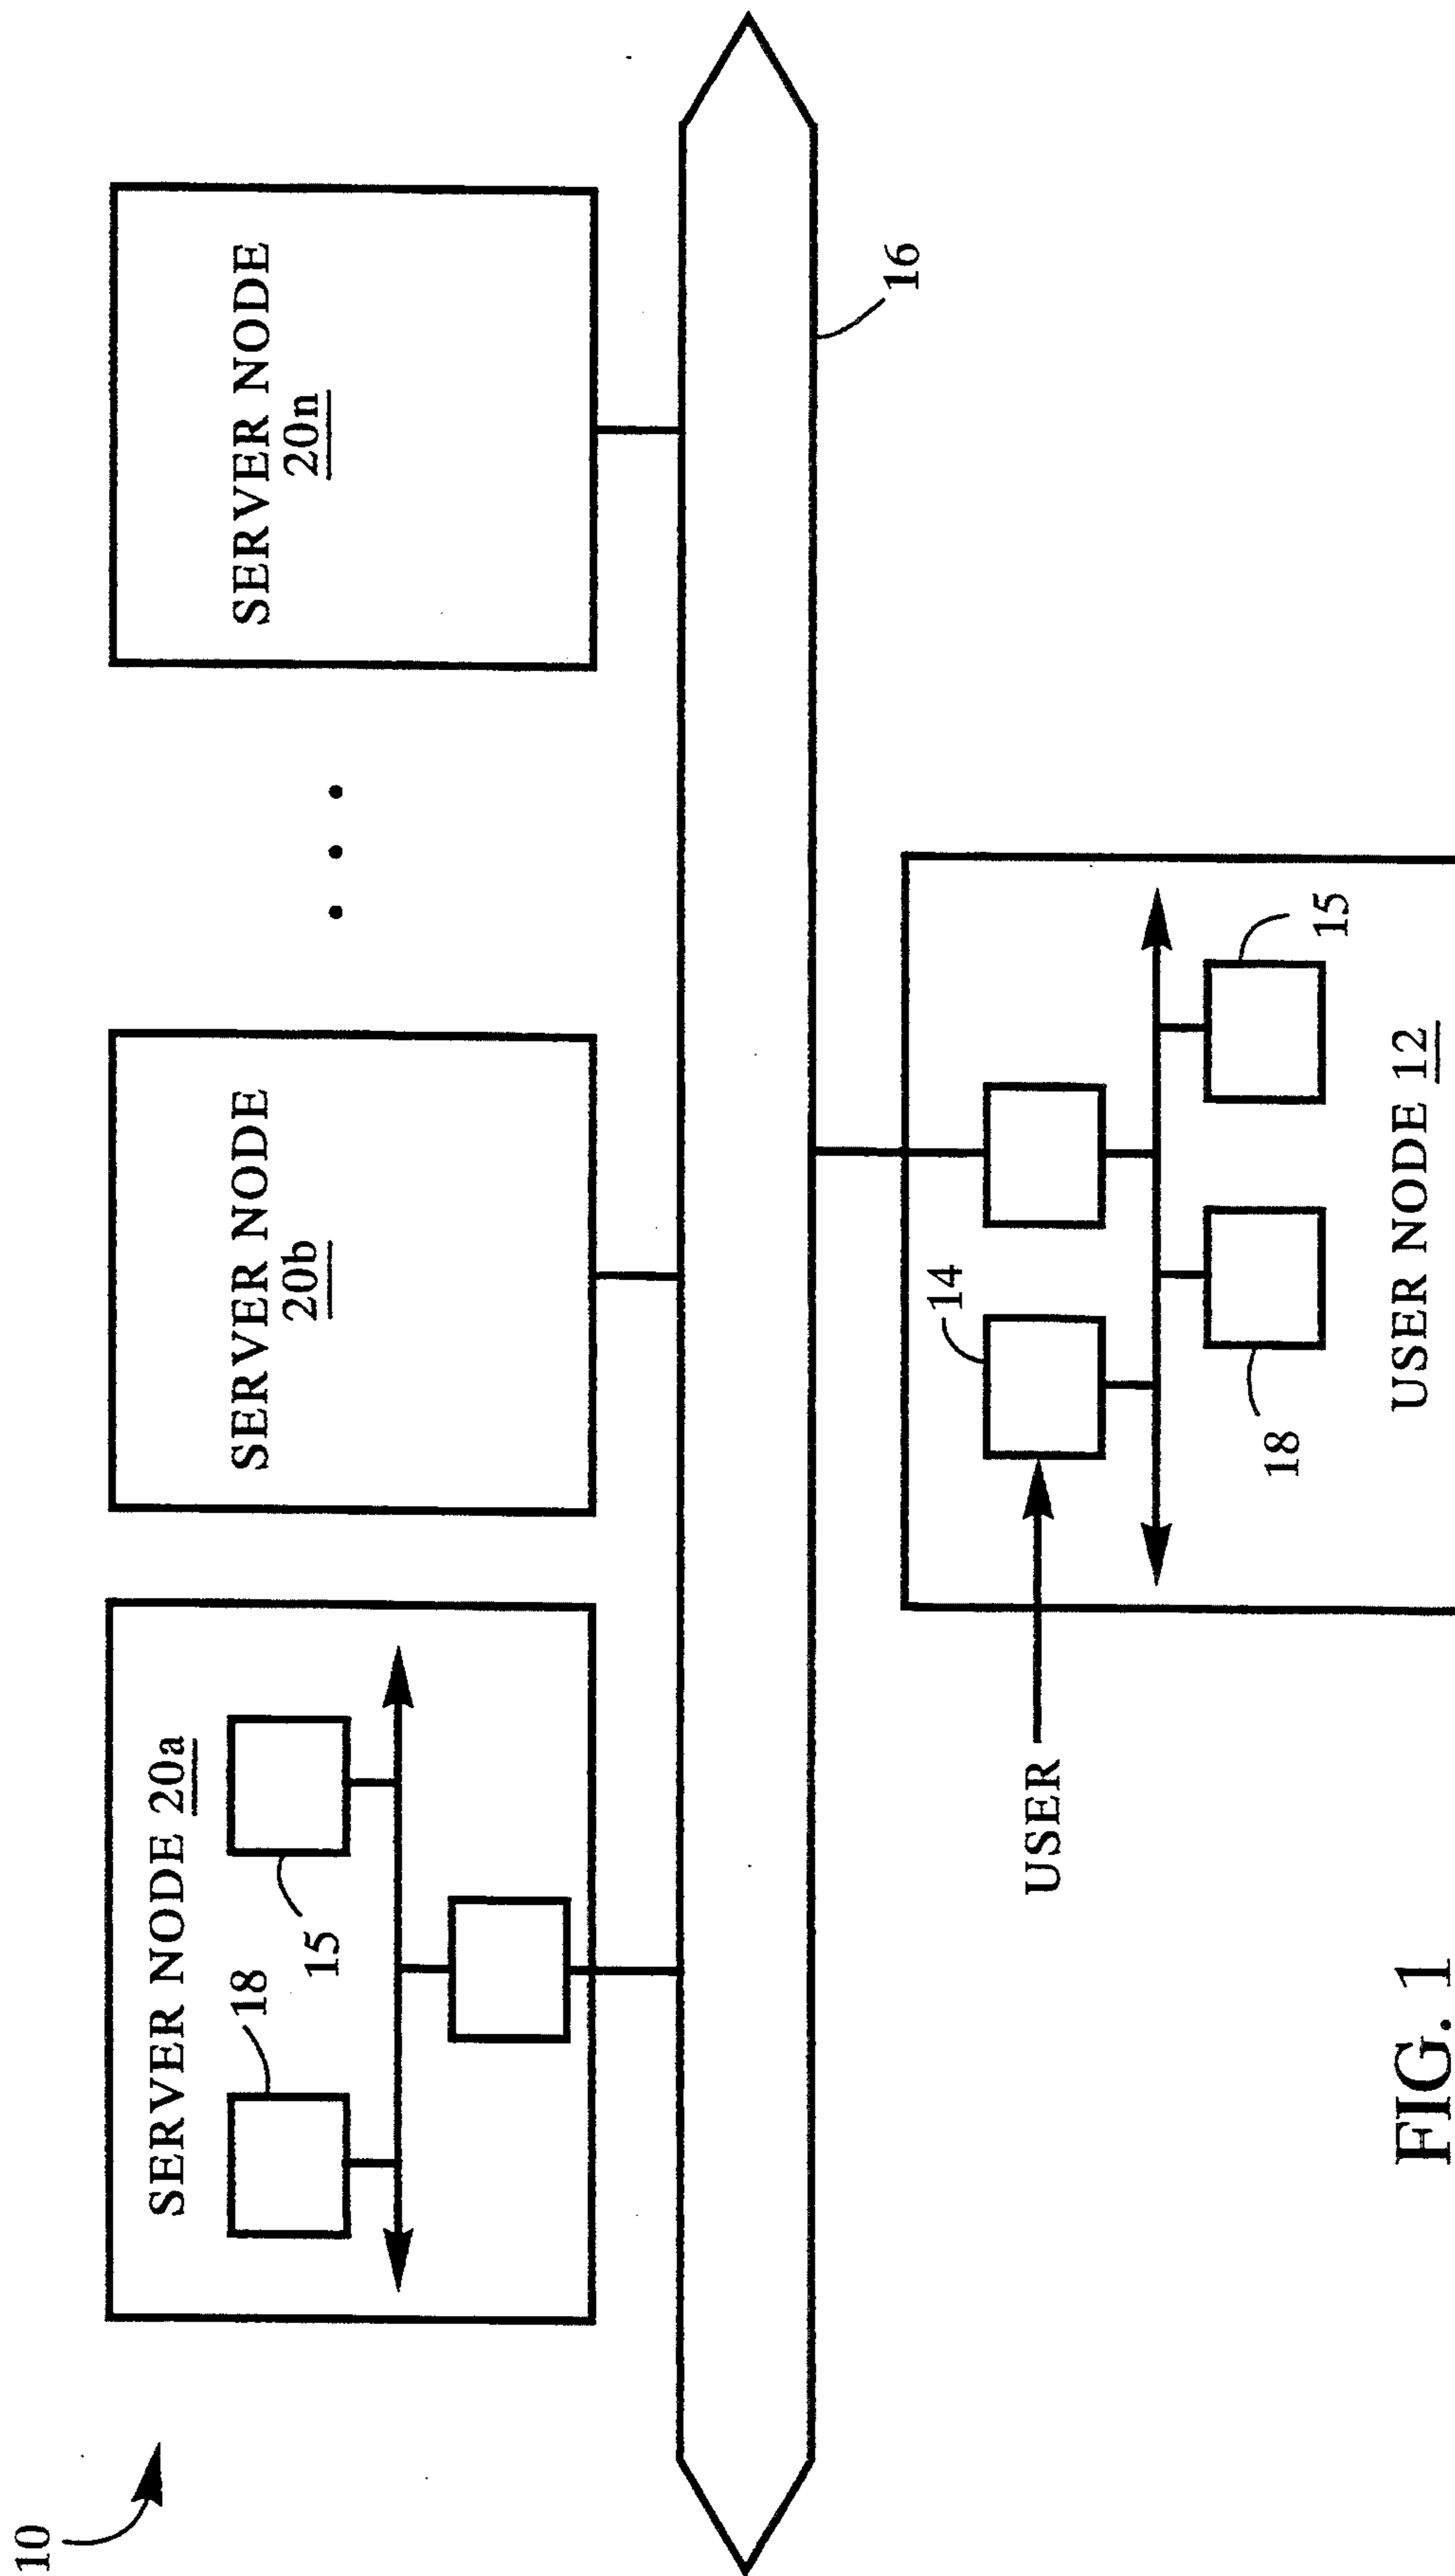 10
SERVER NODE 20a
18
15
SERVER NODE
20b
SERVER NODE
20n
16
USER
14
18
15
USER NODE 12
FIG. 1